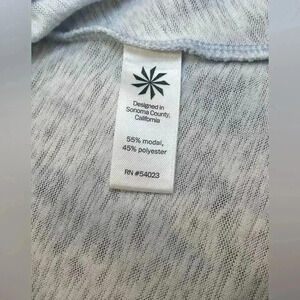 Designed in
Sonoma County,
California
55% modal,
45% polyester
RN #54023